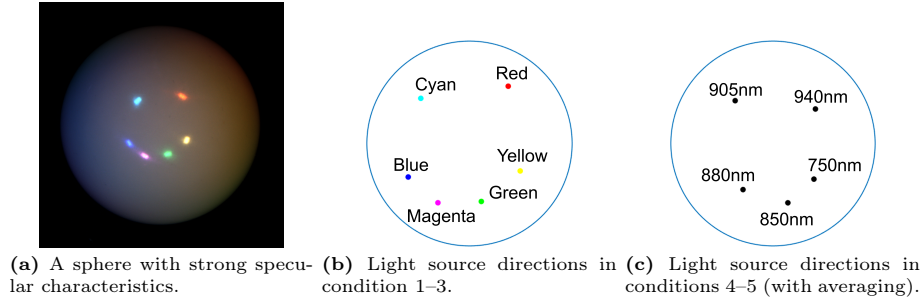 Cyan
Red
Blue
Yellow
Green
Magenta
905nm
940nm
880nm
750nm
850nm
(a) A sphere with strong specu-
lar characteristics.
(b) Light source directions in
condition 1–3.
(c) Light source directions in
conditions 4–5 (with averaging).